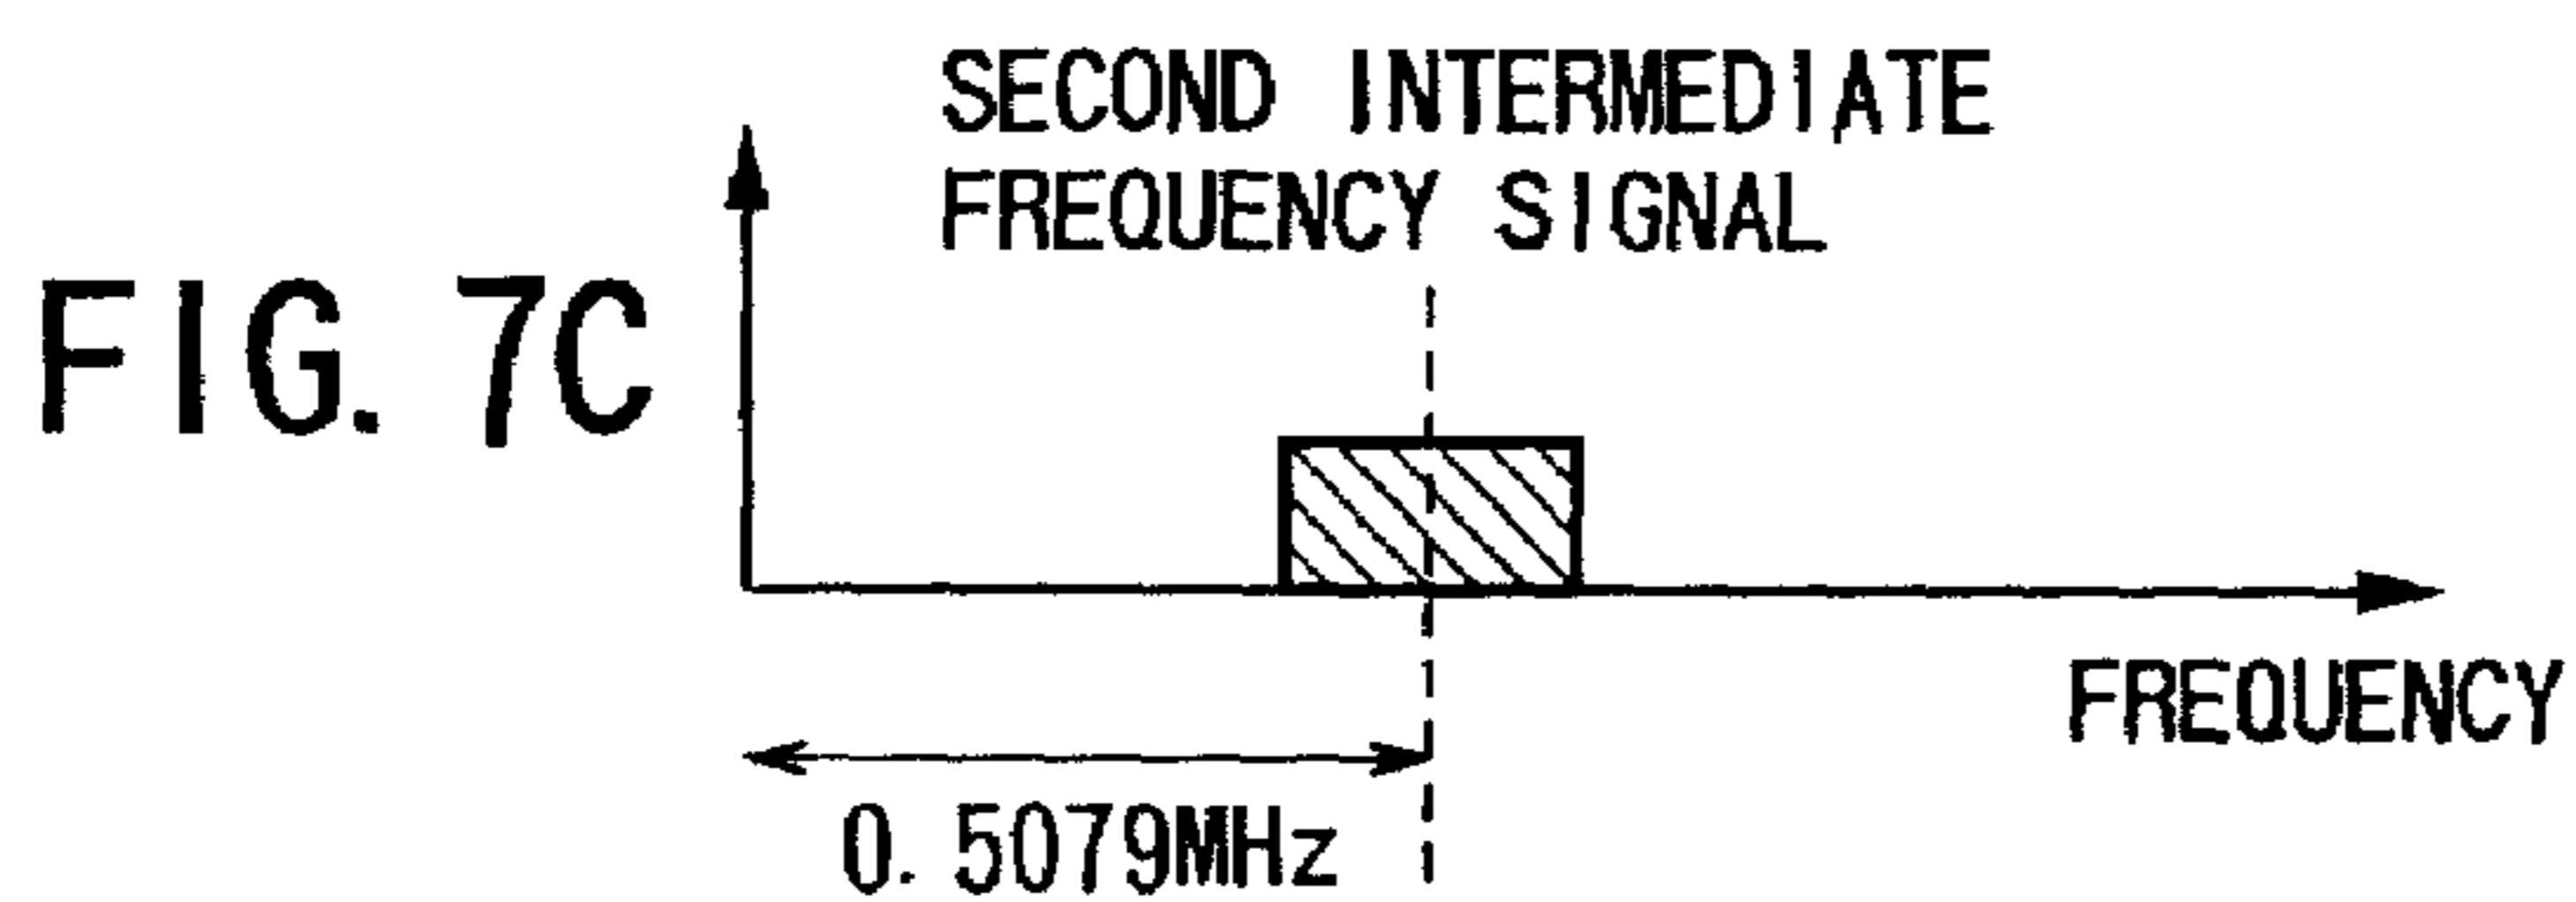 SECOND INTERMEDIATE
FREQUENCY SIGNAL
FIG. 7C
FREQUENCY
0.5079MHz